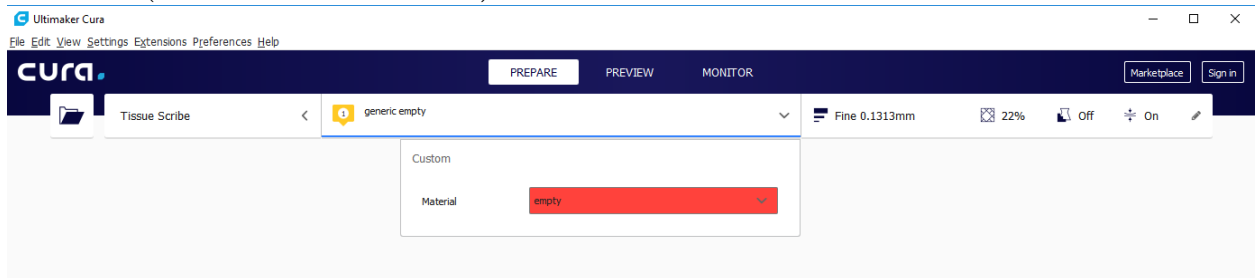 Ultimaker Cura
File Edit View Settings Extensions Preferences Help
cura.
PREPARE PREVIEW MONITOR
Marketplace Sign in
Tissue Scribe
1 generic empty
Fine 0.1313mm 22% Off On
Custom
Material empty